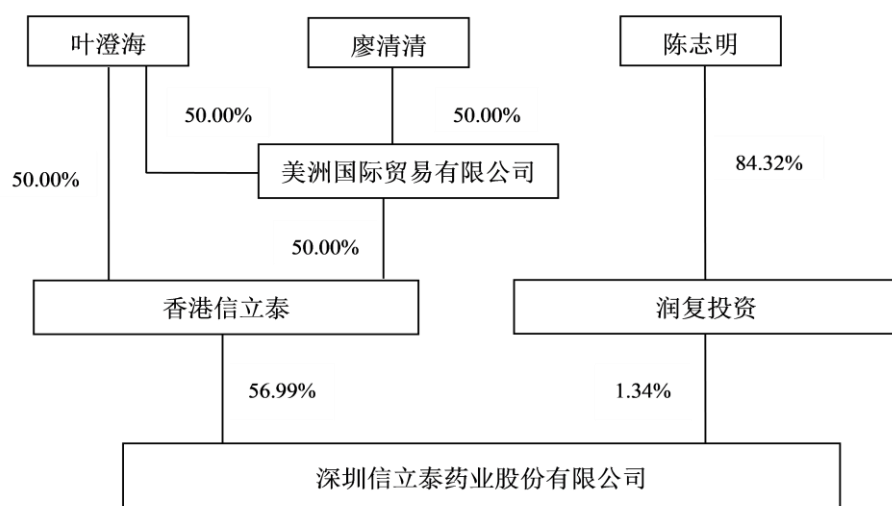 叶澄海
廖清清
陈志明
50.00%
50.00%
美洲国际贸易有限公司
84.32%
50.00%
50.00%
香港信立泰
润复投资
56.99%
1.34%
深圳信立泰药业股份有限公司